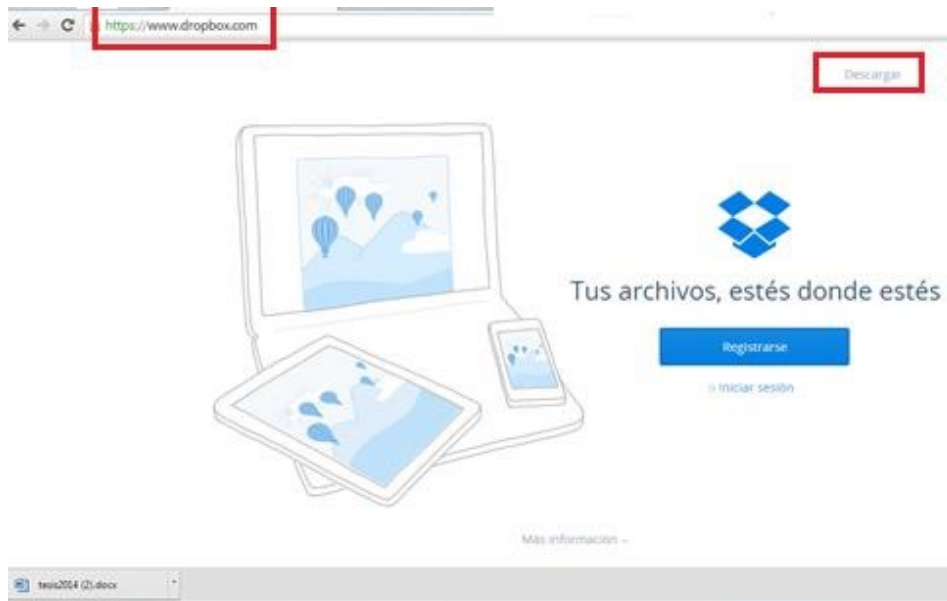 https://www.dropbox.com
Descargar
Tus archivos, estés donde estés
Registrarse
o Iniciar sesión
Más información
tesis2014 (2).docx